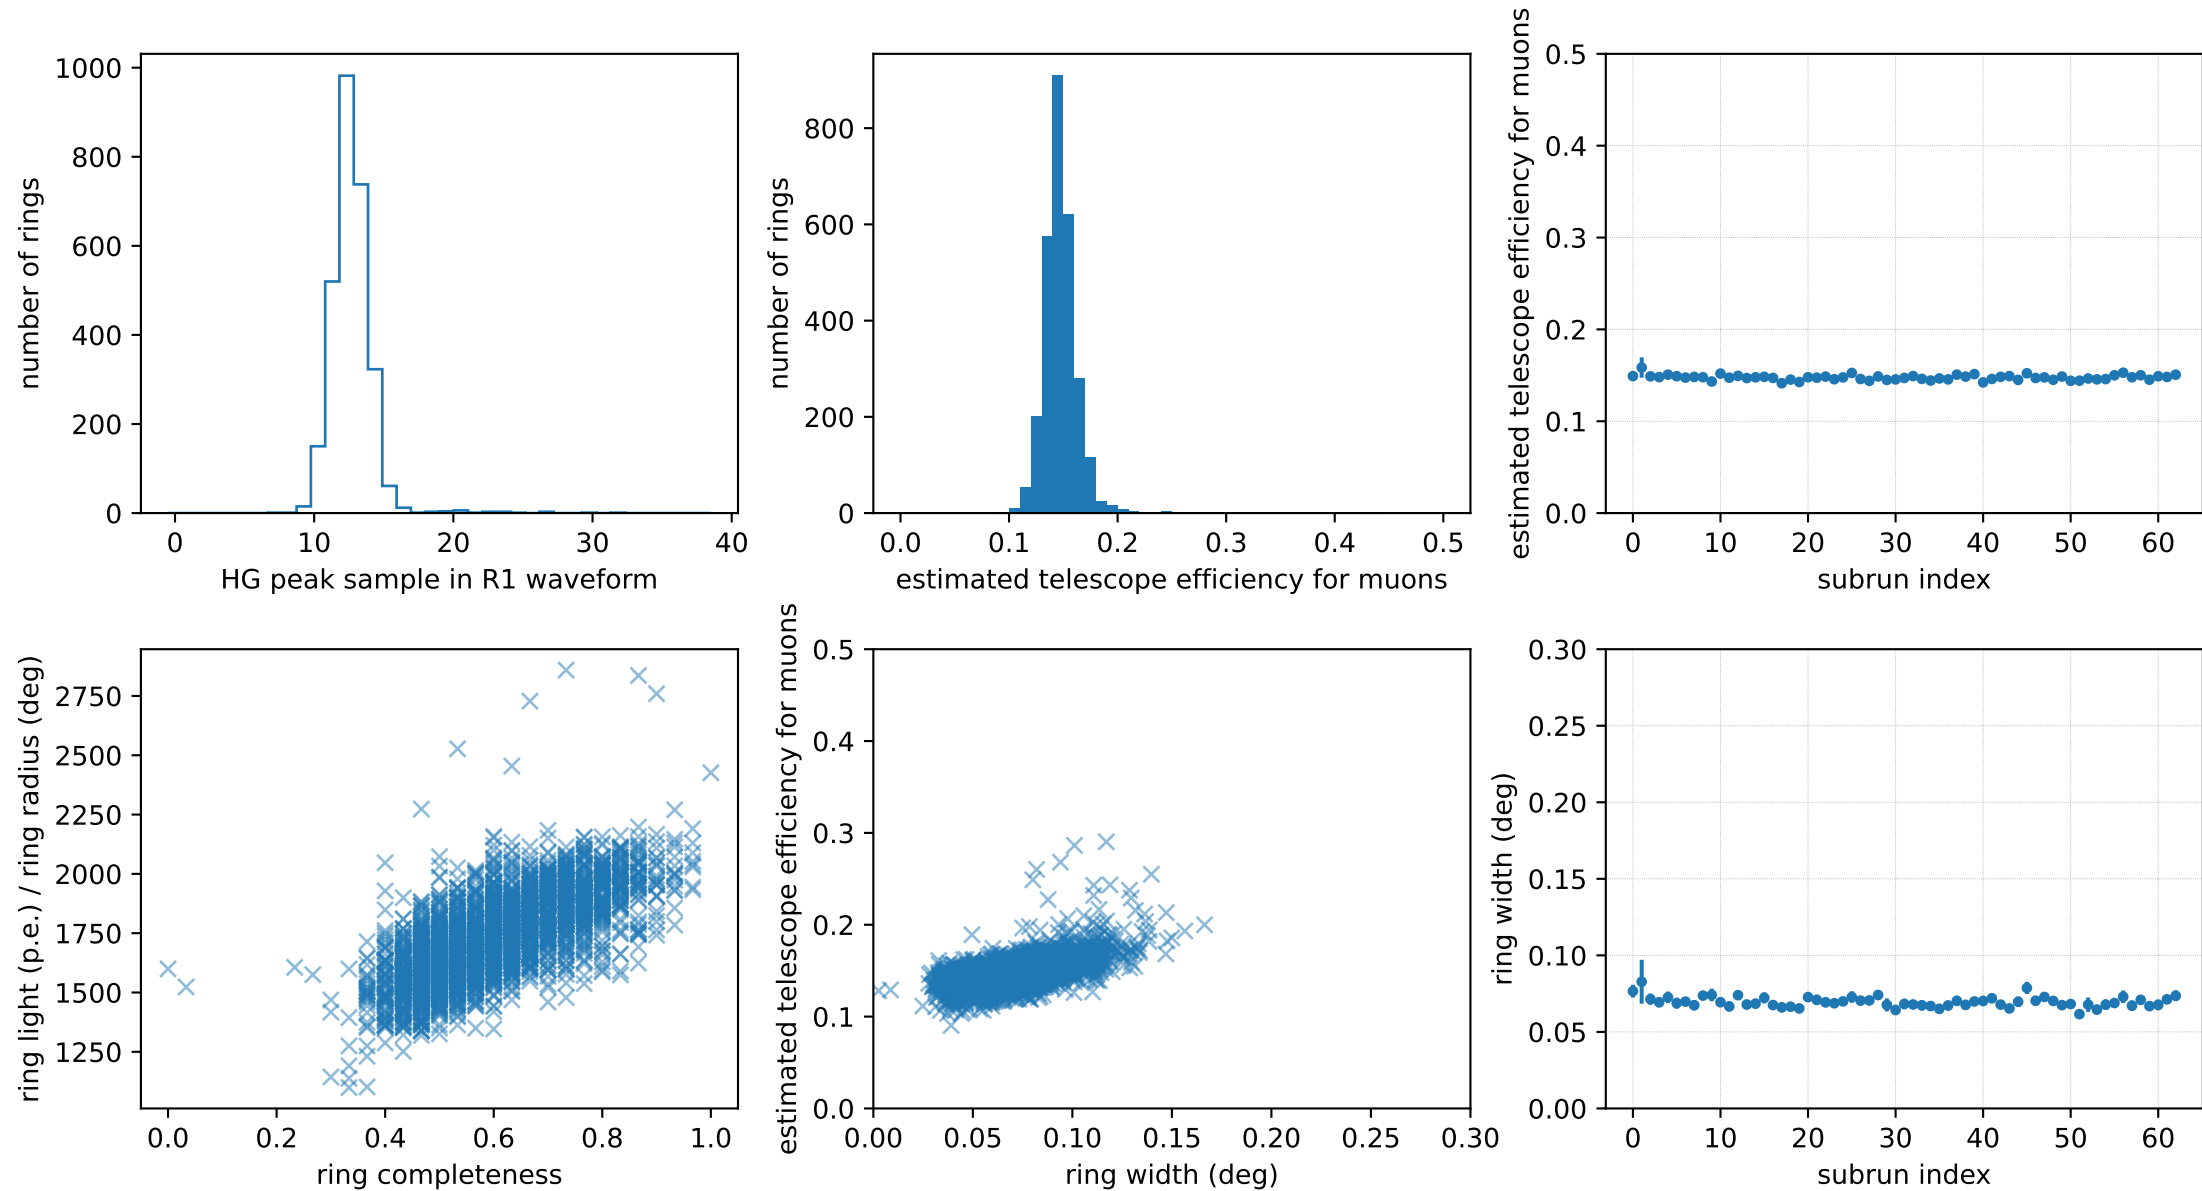 number of rings
1000
800
600
400
200
0
0 10 20 30 40
HG peak sample in R1 waveform
number of rings
800
600
400
200
0
0.0 0.1 0.2 0.3 0.4 0.5
estimated telescope efficiency for muons
estimated telescope efficiency for muons
0.5
0.4
0.3
0.2
0.1
0.0
0 10 20 30 40 50 60
subrun index
ring light (p.e.) / ring radius (deg)
2750
2500
2250
2000
1750
1500
1250
0.0 0.2 0.4 0.6 0.8 1.0
ring completeness
estimated telescope efficiency for muons
0.5
0.4
0.3
0.2
0.1
0.0
0.00 0.05 0.10 0.15 0.20 0.25 0.30
ring width (deg)
ring width (deg)
0.30
0.25
0.20
0.15
0.10
0.05
0.00
0 10 20 30 40 50 60
subrun index